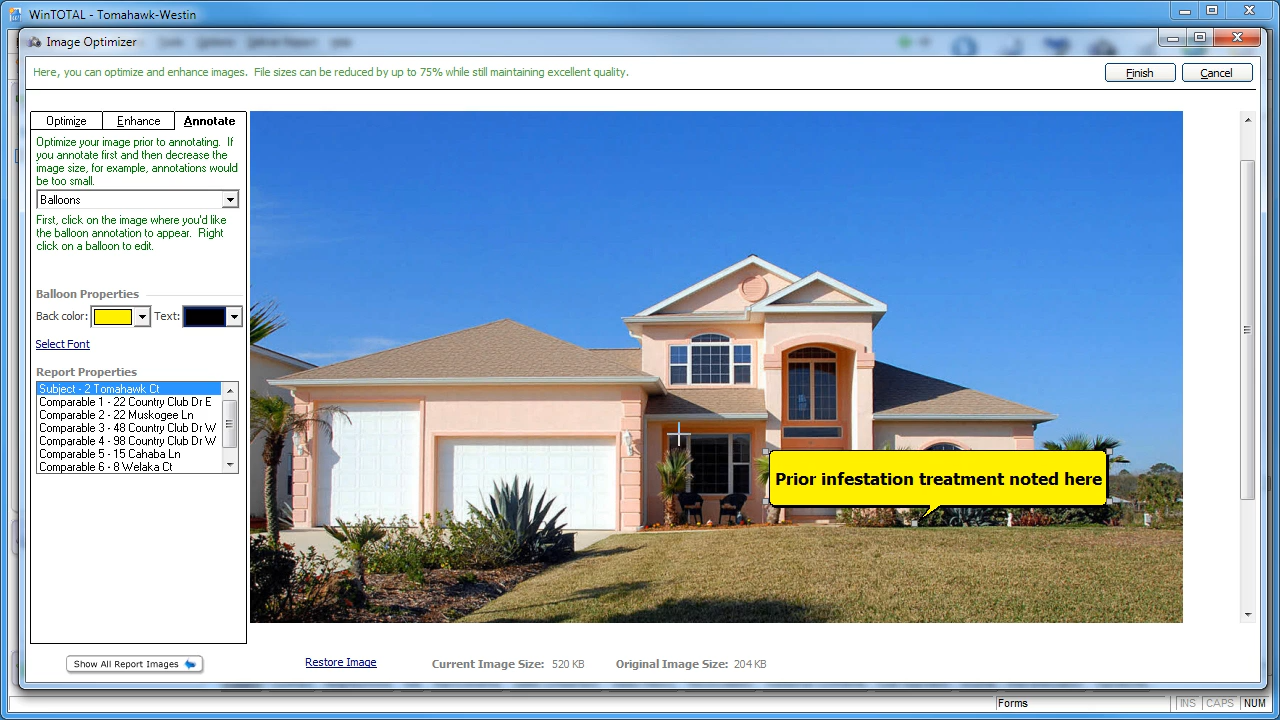 WinTOTAL - Tomahawk-Westin
Image Optimizer
Here, you can optimize and enhance images. File sizes can be reduced by up to 75% while still maintaining excellent quality.
Finish
Cancel
Optimize
Enhance
Annotate
Optimize your image prior to annotating. If
you annotate first and then decrease the
image size, for example, annotations would
be too small.
Balloons
First, click on the image where you'd like
the balloon annotation to appear. Right
click on a balloon to edit.
Balloon Properties
Back color:
Text:
Select Font
Report Properties
Subject - 2 Tomahawk Ct
Comparable 1 - 22 Country Club Dr E
Comparable 2 - 22 Muskogee Ln
Comparable 3 - 48 Country Club Dr W
Comparable 4 - 98 Country Club Dr W
Comparable 5 - 15 Cahaba Ln
Comparable 6 - 8 Welaka Ct
Prior infestation treatment noted here
Show All Report Images
Restore Image
Current Image Size: 520 KB
Original Image Size: 204 KB
Forms
INS
CAPS
NUM